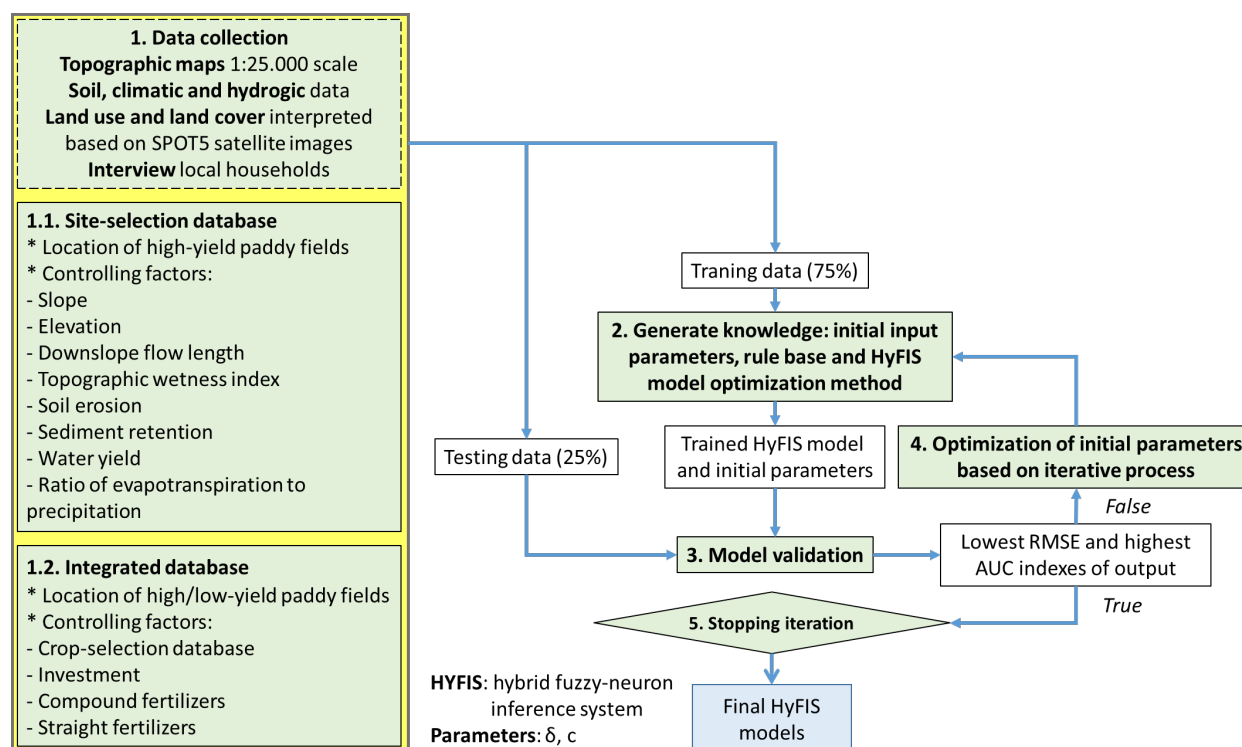 1. Data collection
Topographic maps 1:25.000 scale
Soil, climatic and hydrogic data
Land use and land cover interpreted
based on SPOT5 satellite images
Interview local households
1.1. Site-selection database
* Location of high-yield paddy fields
* Controlling factors:
- Slope
- Elevation
- Downslope flow length
- Topographic wetness index
- Soil erosion
- Sediment retention
- Water yield
- Ratio of evapotranspiration to
precipitation
1.2. Integrated database
* Location of high/low-yield paddy fields
* Controlling factors:
- Crop-selection database
- Investment
- Compound fertilizers
- Straight fertilizers
Traning data (75%)
2. Generate knowledge: initial input
parameters, rule base and HyFIS
model optimization method
Testing data (25%)
Trained HyFIS model
and initial parameters
4. Optimization of initial parameters
based on iterative process
False
3. Model validation
Lowest RMSE and highest
AUC indexes of output
True
5. Stopping iteration
HYFIS: hybrid fuzzy-neuron
inference system
Parameters: δ, c
Final HyFIS
models